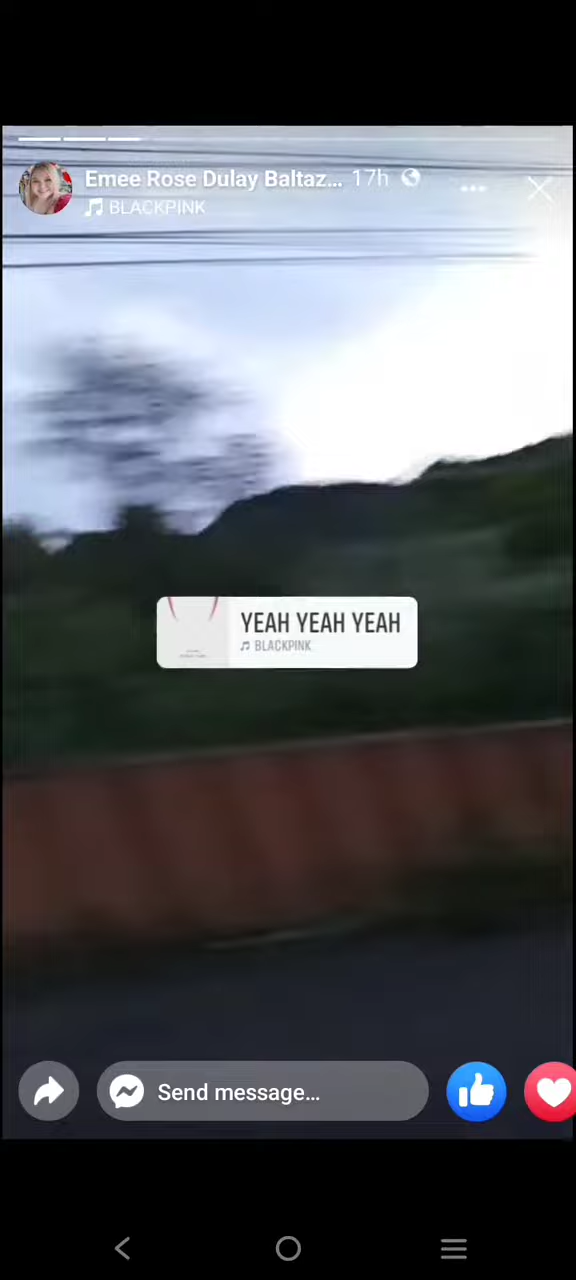 Emee Rose Dulay Baltaz... 17h
BLACKPINK
YEAH YEAH YEAH
BLACKPINK
Send message...